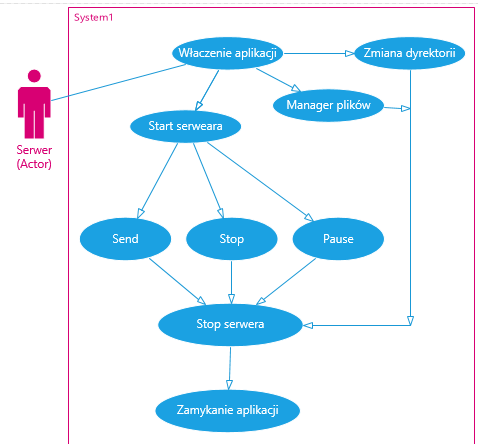 System1
Właczenie aplikacji
Zmiana dyrektorii
Manager plików
Start serweara
Serwer
(Actor)
Send
Stop
Pause
Stop serwera
Zamykanie aplikacji